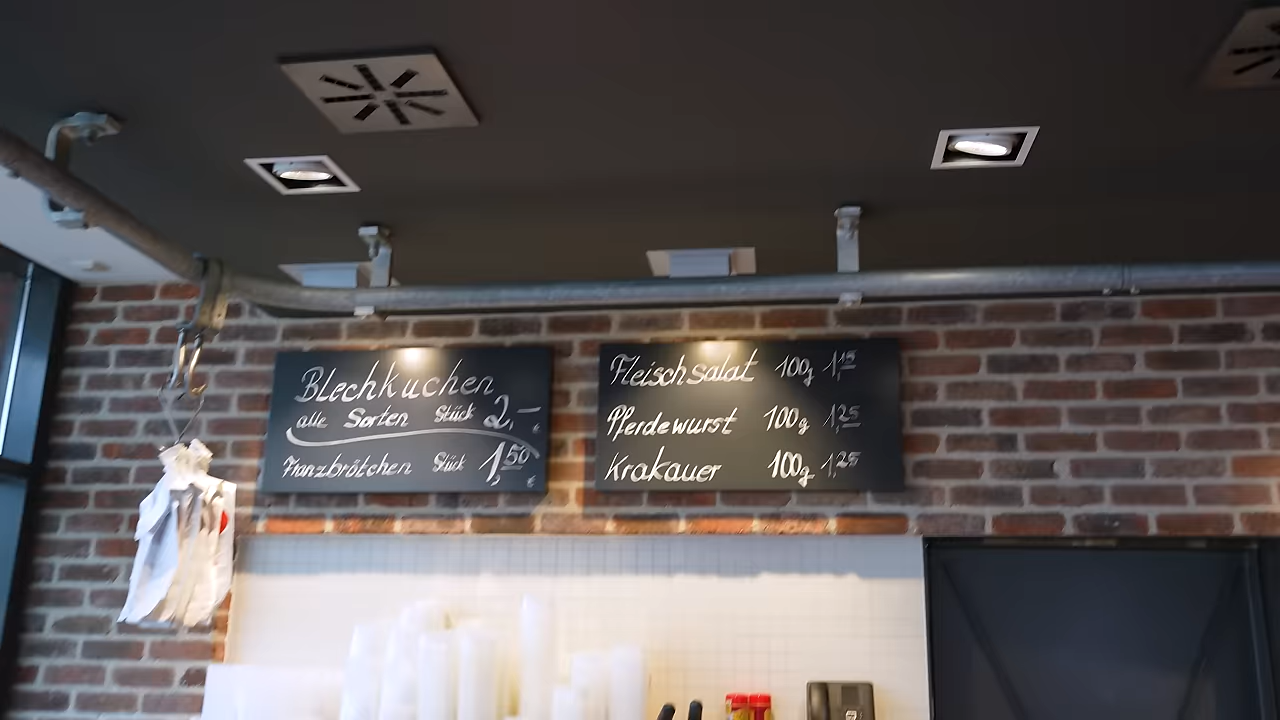 Blechkuchen
alle Sorten Stück 2,- €
Franzbrötchen Stück 1,50 €
Fleischsalat 100g 1,15
Pferdewurst 100g 1,25
Krakauer 100g 1,25